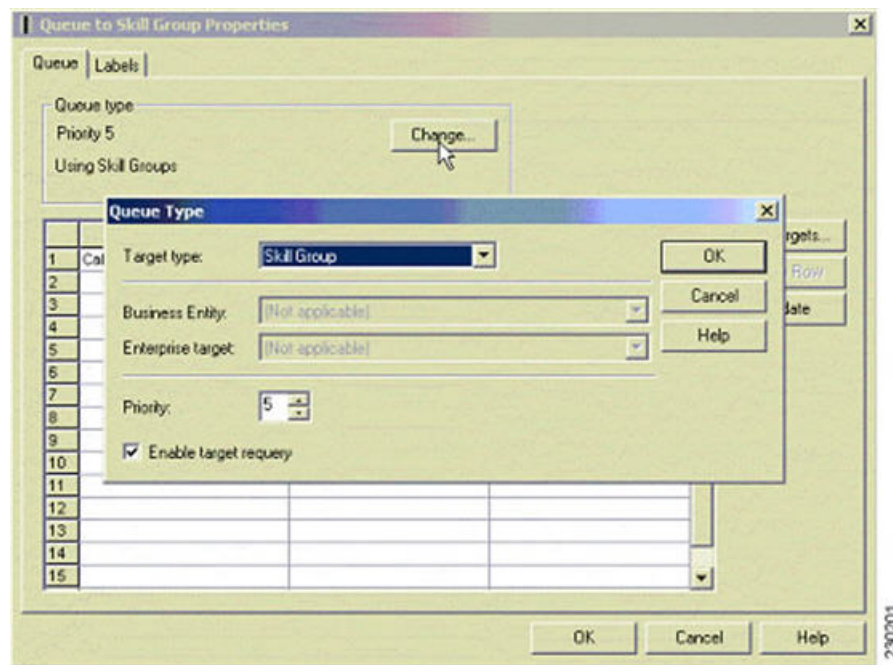 Queue to Skill Group Properties
Queue Labels
Queue type
Priority 5
Change...
Using Skill Groups
Queue Type
Target type: Skill Group
OK
Business Entity: (Not applicable)
Cancel
Enterprise target: (Not applicable)
Help
Priority: 5
Enable target requery
Row
1
2
3
4
5
6
7
8
9
10
11
12
13
14
15
OK Cancel Help
230201